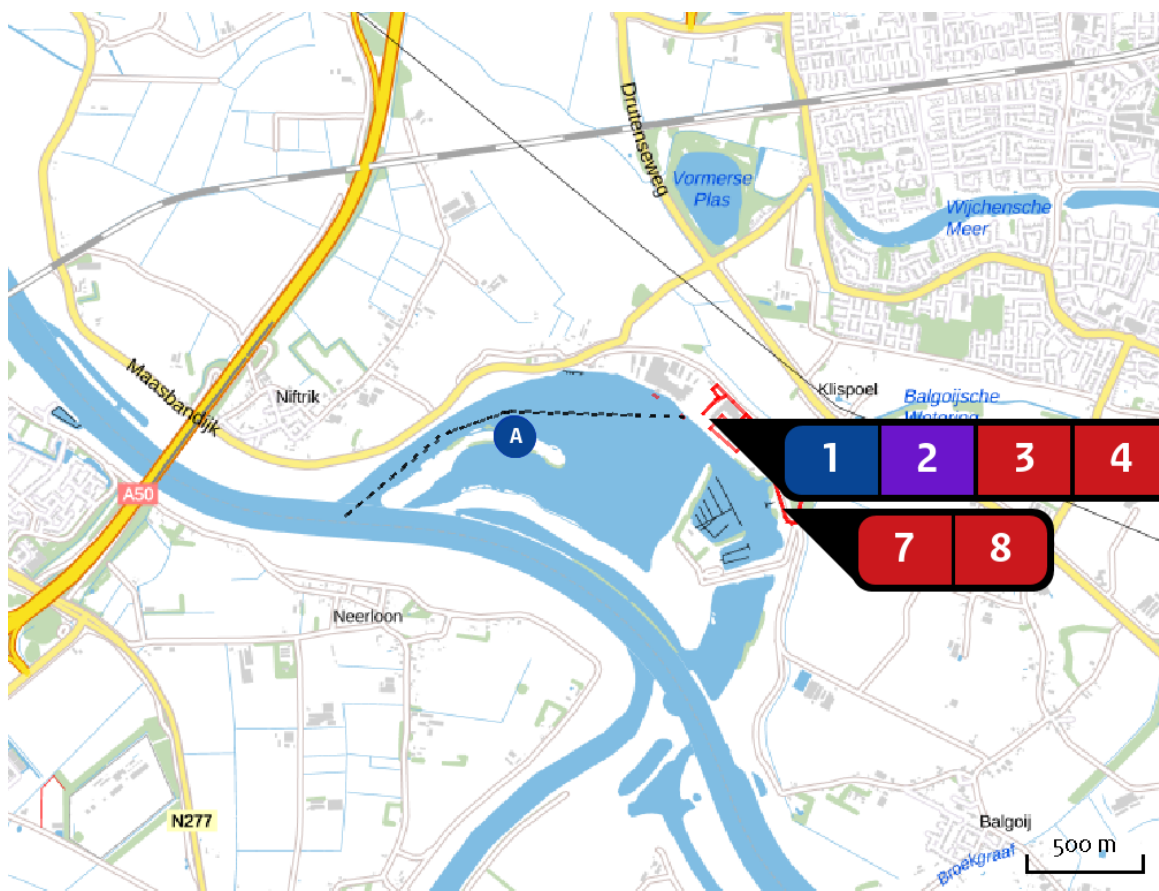 Drutenseweg
Vormerse
Plas
Wijchensche
Meer
Maasbandijk
Niftrik
Klispoel
Balgoijsche
Wetering
A
1
2
3
4
A50
7
8
Neerloon
N277
Balgoij
500 m
Broekgraaf